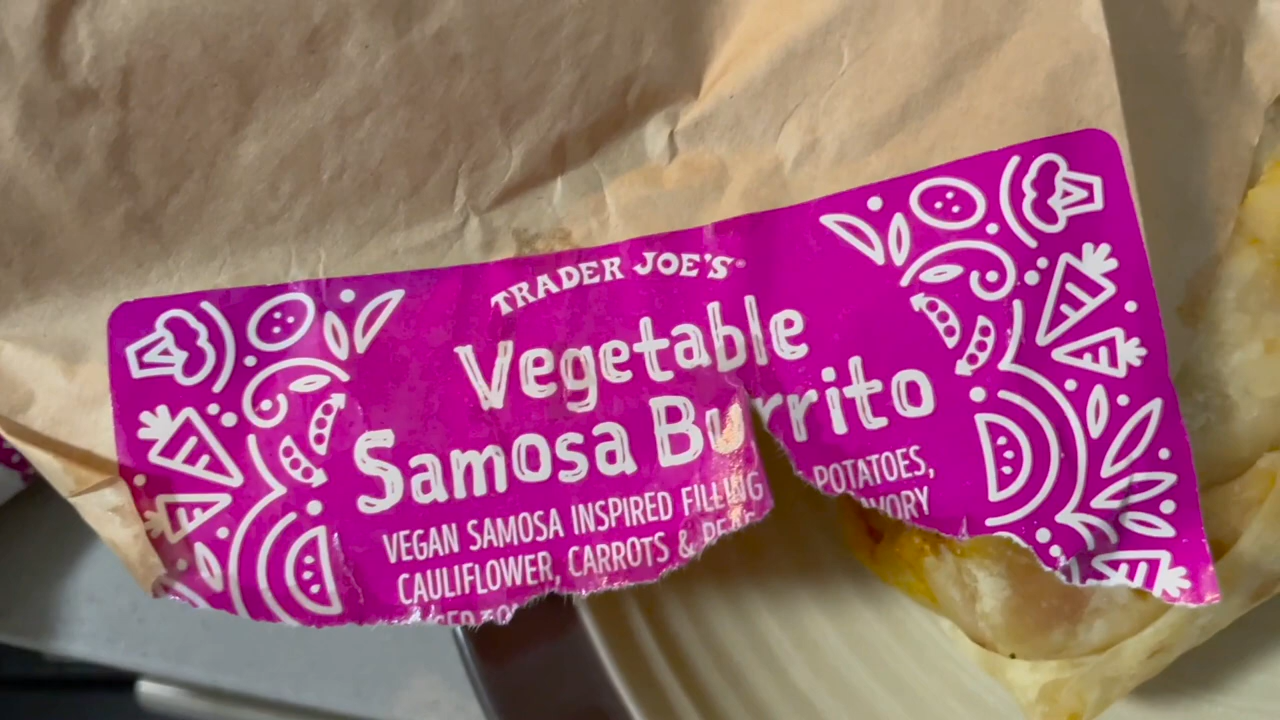 TRADER JOE'S
Vegetable
Samosa Burrito
VEGAN SAMOSA INSPIRED FILLING POTATOES,
CAULIFLOWER, CARROTS &